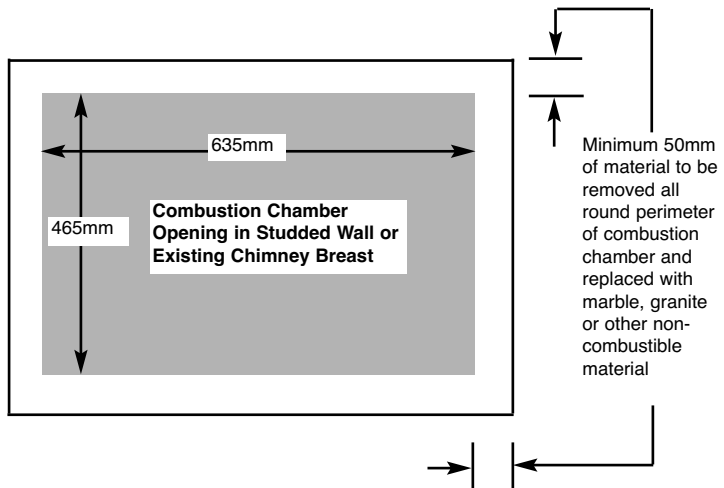 635mm
465mm
Combustion Chamber
Opening in Studded Wall or
Existing Chimney Breast
Minimum 50mm
of material to be
removed all
round perimeter
of combustion
chamber and
replaced with
marble, granite
or other non-
combustible
material